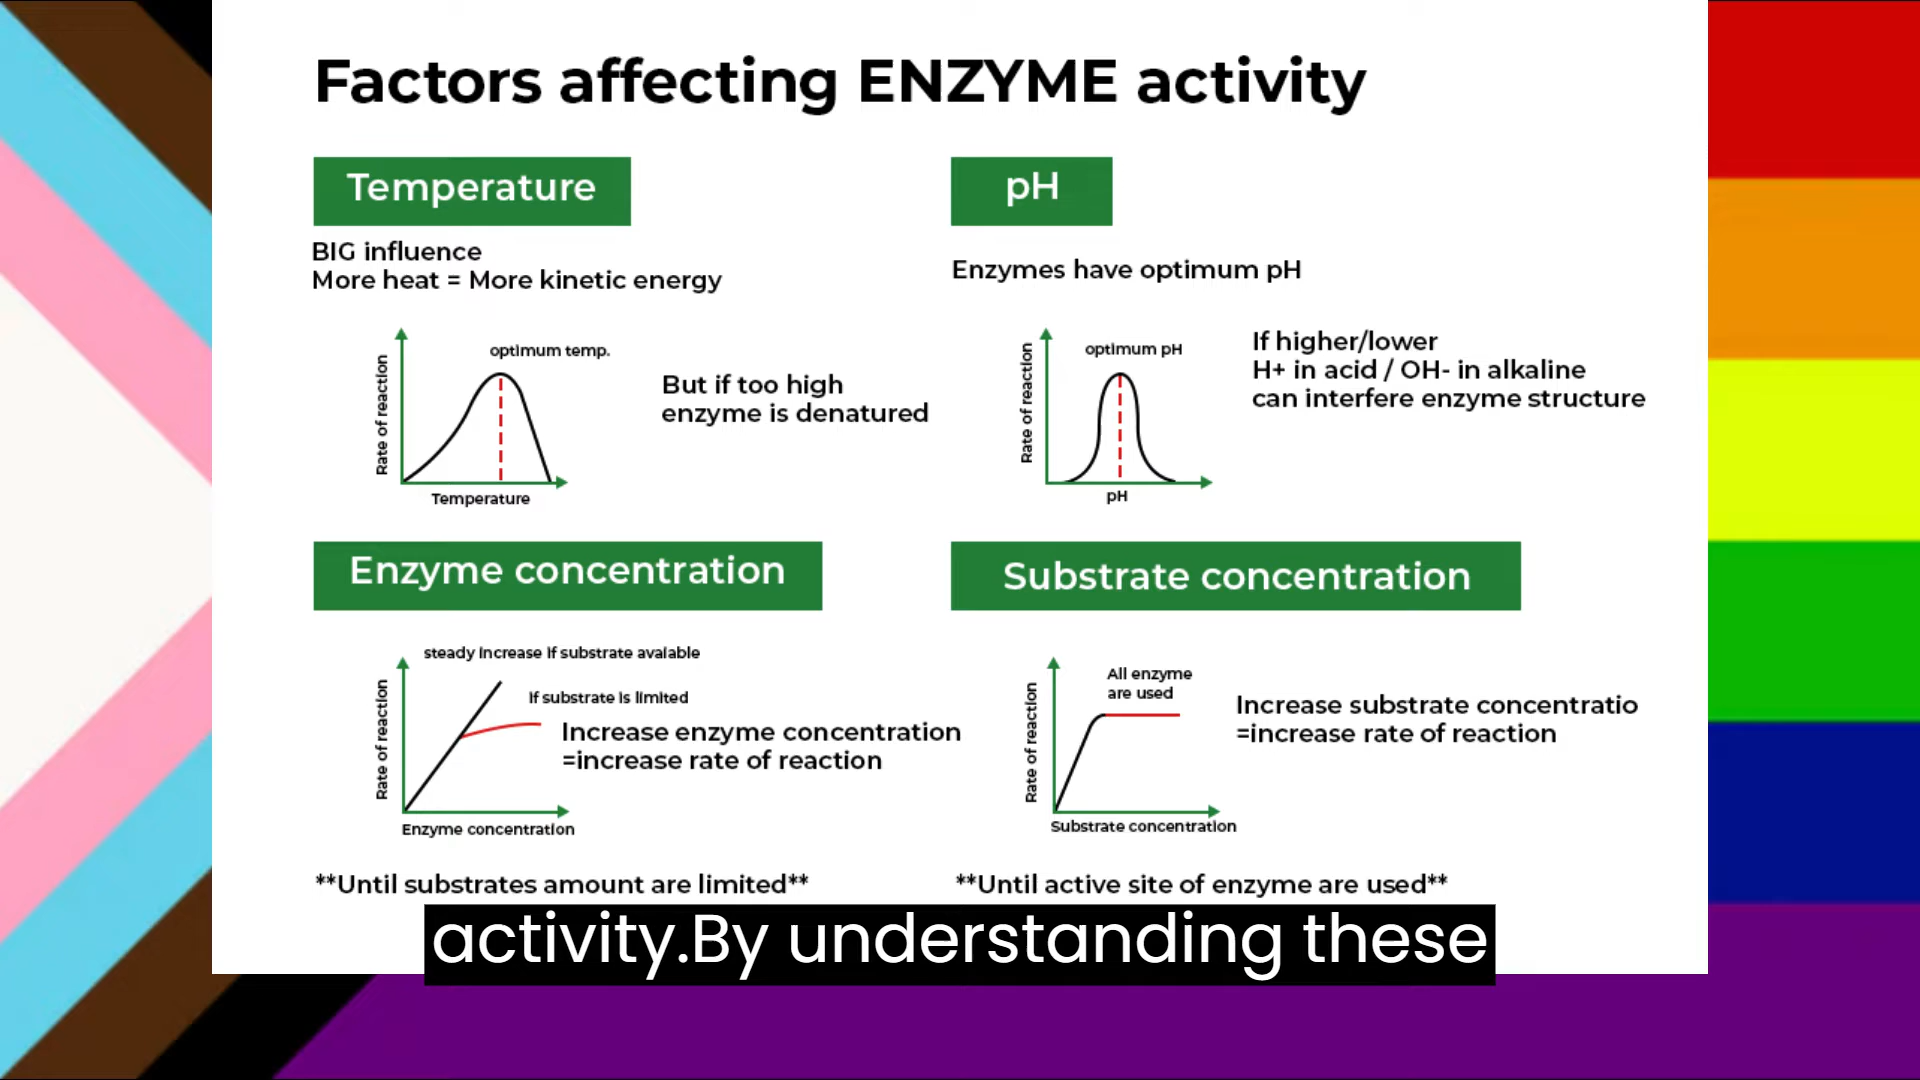 Factors affecting ENZYME activity
Temperature
BIG influence
More heat = More kinetic energy
Rate of reaction
optimum temp.
Temperature
But if too high
enzyme is denatured
pH
Enzymes have optimum pH
Rate of reaction
optimum pH
pH
If higher/lower
H+ in acid / OH- in alkaline
can interfere enzyme structure
Enzyme concentration
steady increase if substrate avaiable
if substrate is limited
Rate of reaction
Increase enzyme concentration
=increase rate of reaction
Enzyme concentration
**Until substrates amount are limited**
Substrate concentration
All enzyme
are used
Rate of reaction
Increase substrate concentratio
=increase rate of reaction
Substrate concentration
**Until active site of enzyme are used**
activity.By understanding these